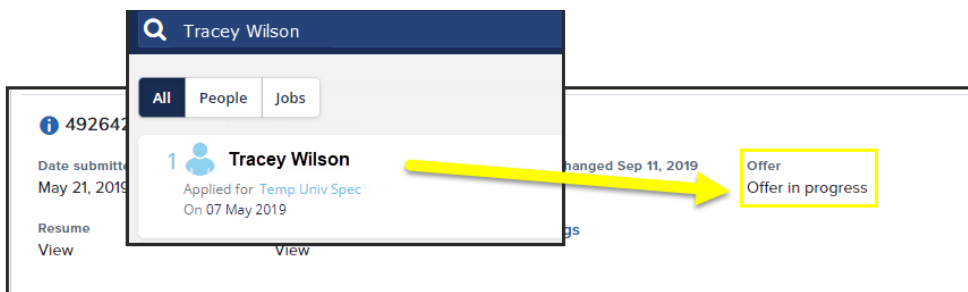 Tracey Wilson
All People Jobs
1 Tracey Wilson
Applied for Temp Univ Spec
On 07 May 2019
492642
Date submitte
May 21, 2019
hanged Sep 11, 2019
Offer
Offer in progress
Resume
View
View
gs